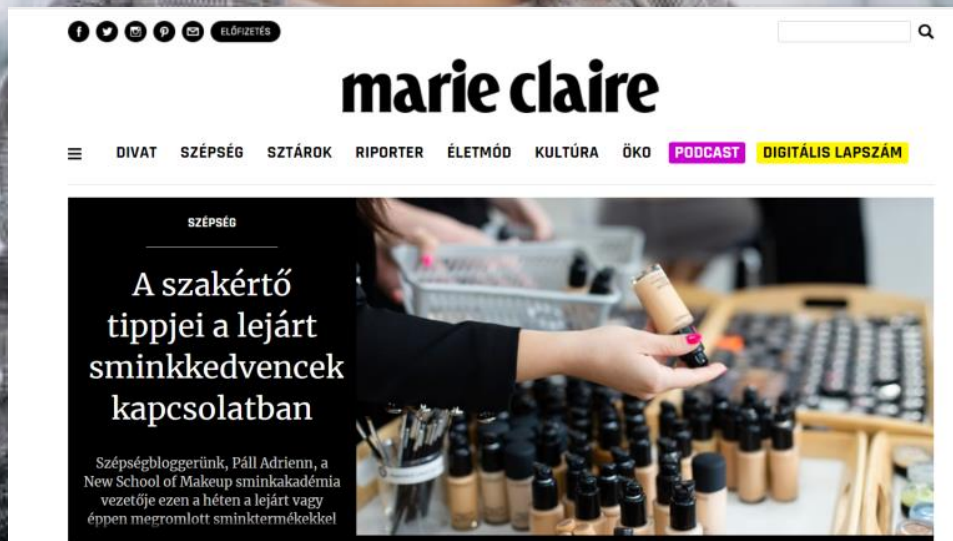 ELŐFIZETÉS
marie claire
DIVAT SZÉPSÉG SZTÁROK RIPORTER ÉLETMÓD KULTÚRA ÖKO PODCAST DIGITÁLIS LAPSZÁM
SZÉPSÉG
A szakértő
tippjei a lejárt
sminkkedvencek
kapcsolatban
Szépségbloggerünk, Páll Adrienn, a
New School of Makeup sminkakadémia
vezetője ezen a héten a lejárt vagy
éppen megromlott sminktermékekkel